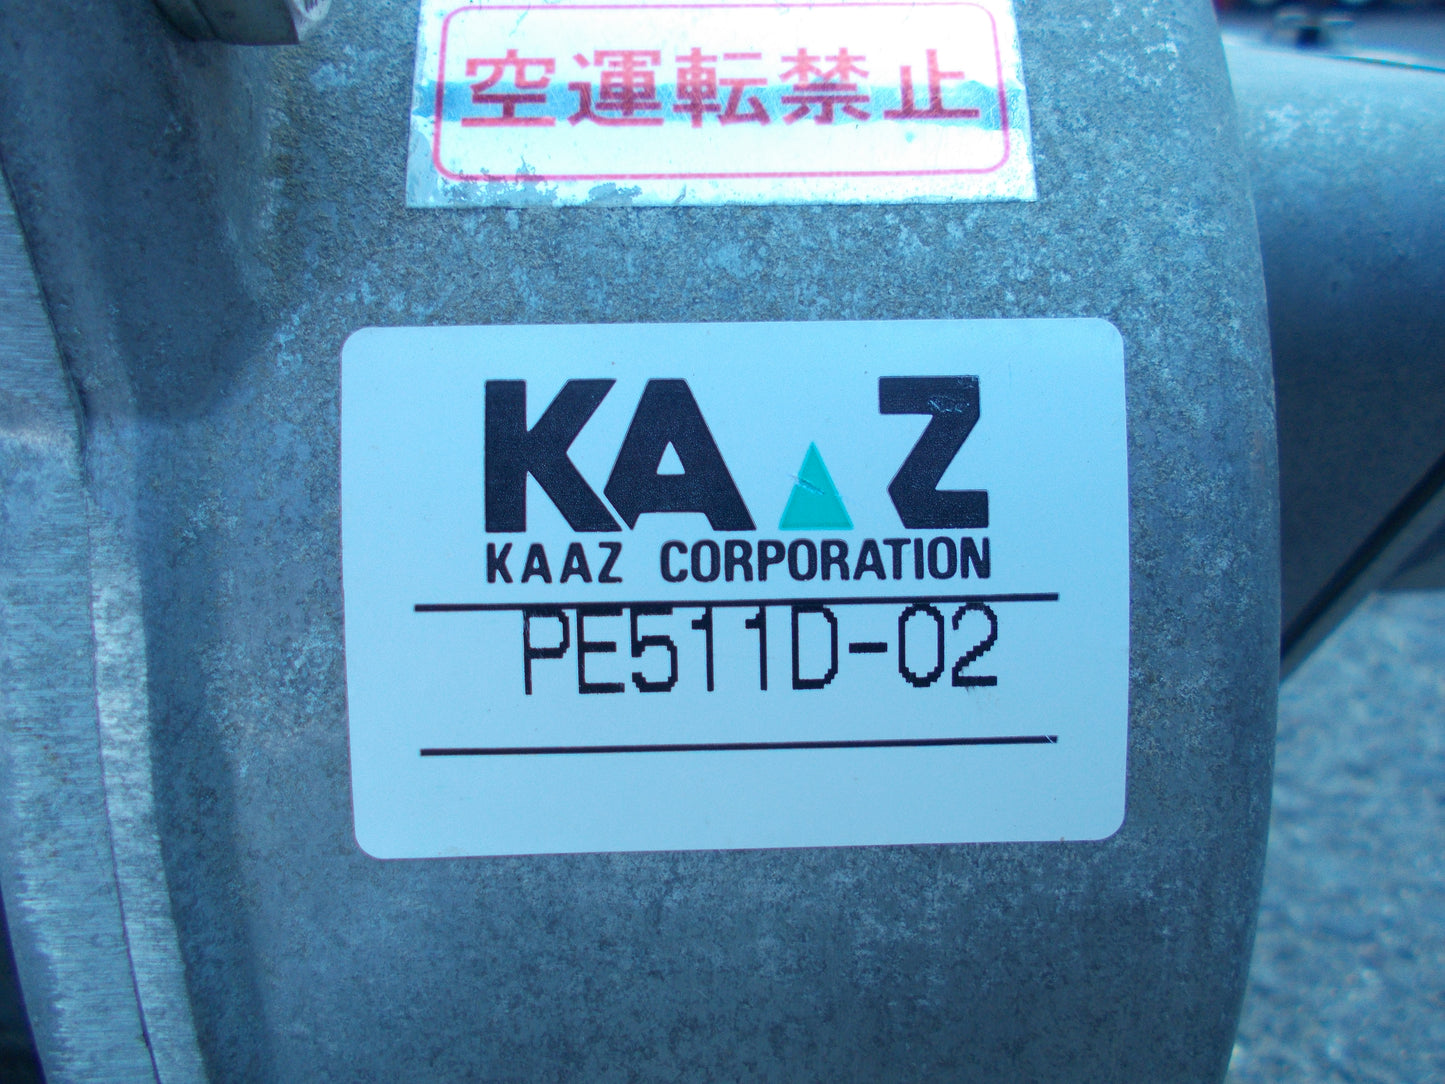 空運転禁止
KAAZ
KAAZ CORPORATION
PE511D-02